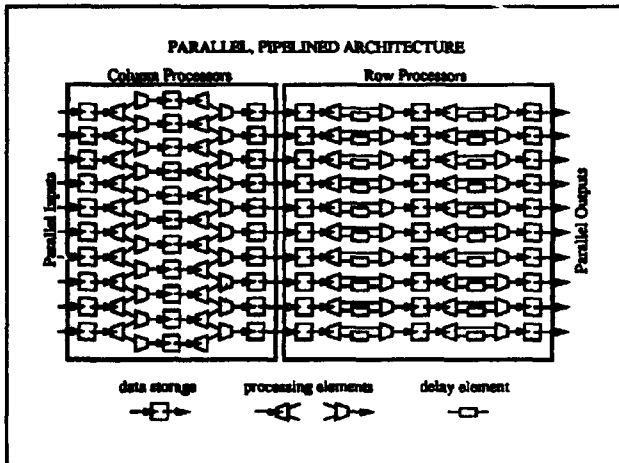 PARALLEL, PIPELINED ARCHITECTURE
Column Processors
Row Processors
Parallel Inputs
Parallel Outputs
data storage
processing elements
delay element